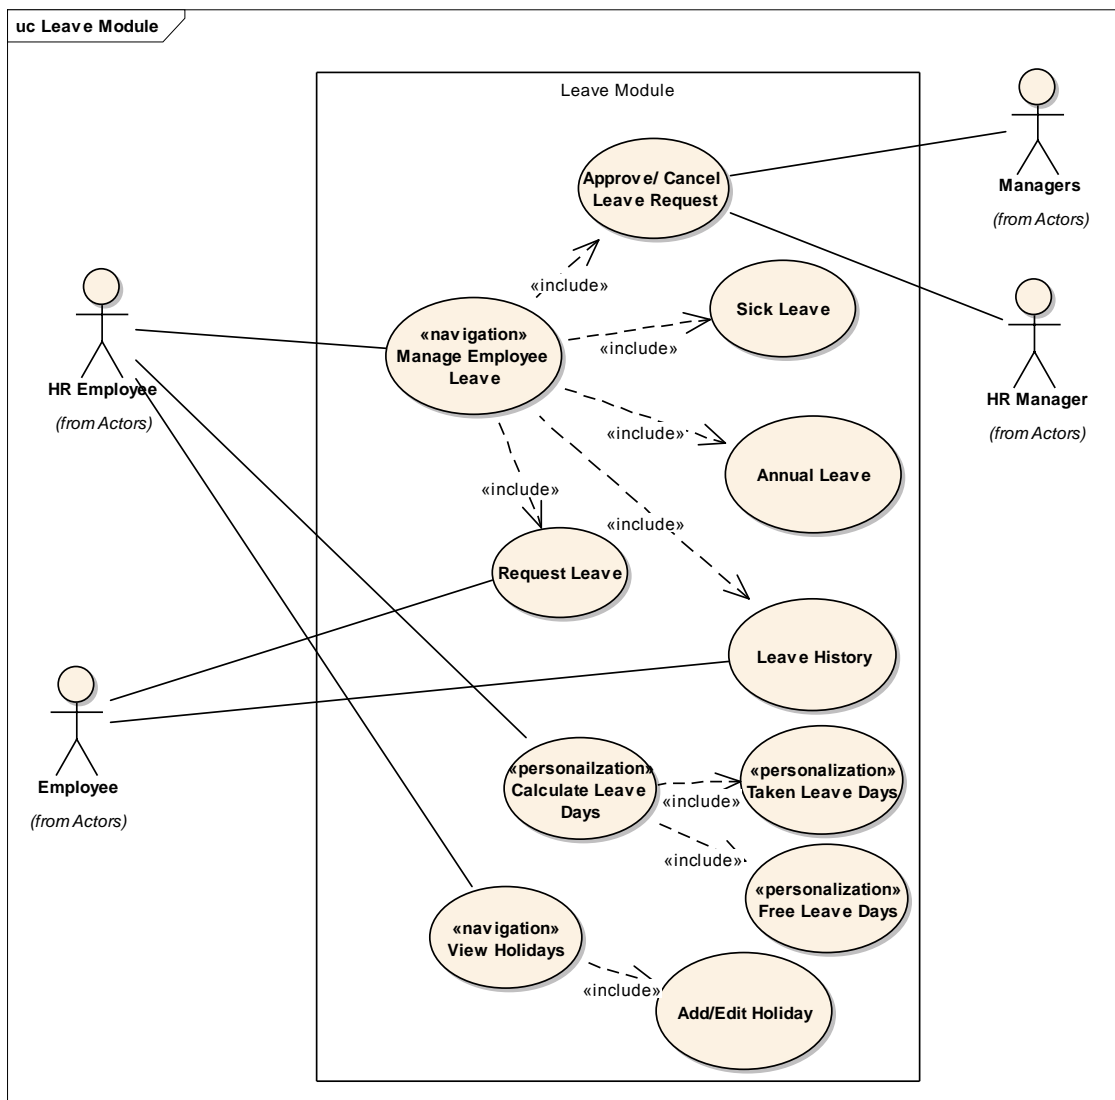 uc Leave Module
Leave Module
Approve/ Cancel
Leave Request
Managers
(from Actors)
«include»
Sick Leave
«navigation»
Manage Employee
Leave
«include»
HR Employee
(from Actors)
HR Manager
(from Actors)
«include»
Annual Leave
«include»
«include»
Request Leave
Leave History
Employee
(from Actors)
«personailzation»
Calculate Leave
Days
«include»
«personalization»
Taken Leave Days
«include»
«personalization»
Free Leave Days
«navigation»
View Holidays
«include»
Add/Edit Holiday